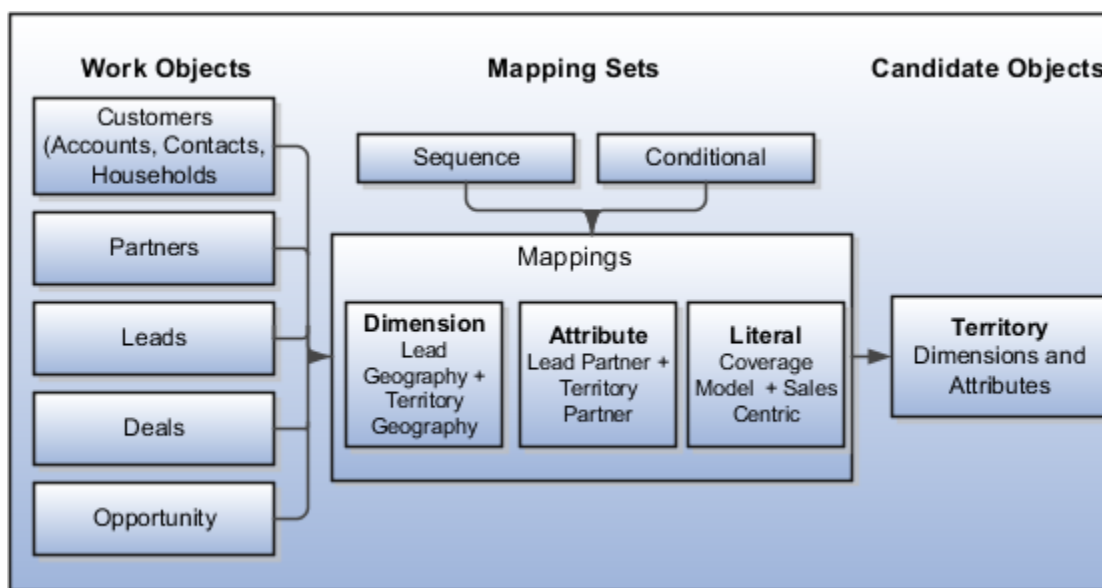 Work Objects
Customers
(Accounts, Contacts,
Households
Partners
Leads
Deals
Opportunity
Mapping Sets
Sequence
Conditional
Mappings
Dimension
Lead
Geography +
Territory
Geography
Attribute
Lead Partner +
Territory
Partner
Literal
Coverage
Model + Sales
Centric
Candidate Objects
Territory
Dimensions and
Attributes